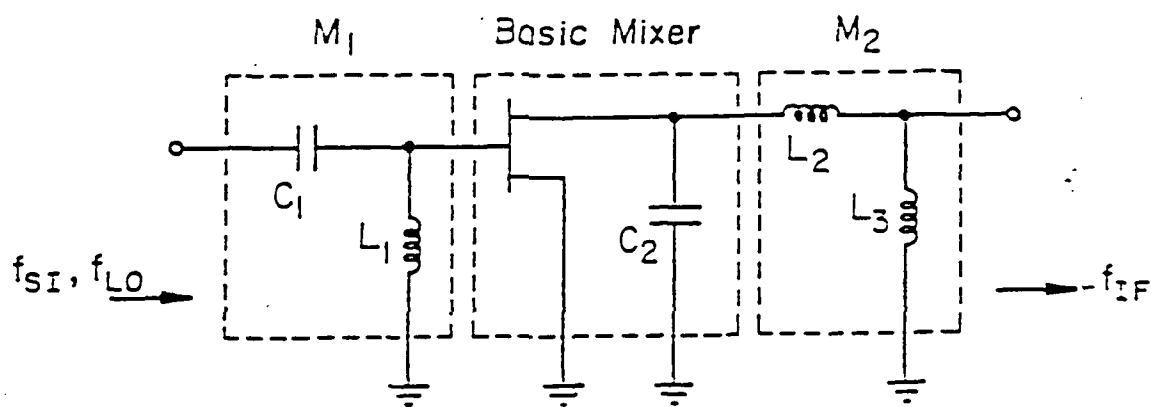 M1
Basic Mixer
M2
C1
L1
C2
L2
L3
fSI, fLO
fIF